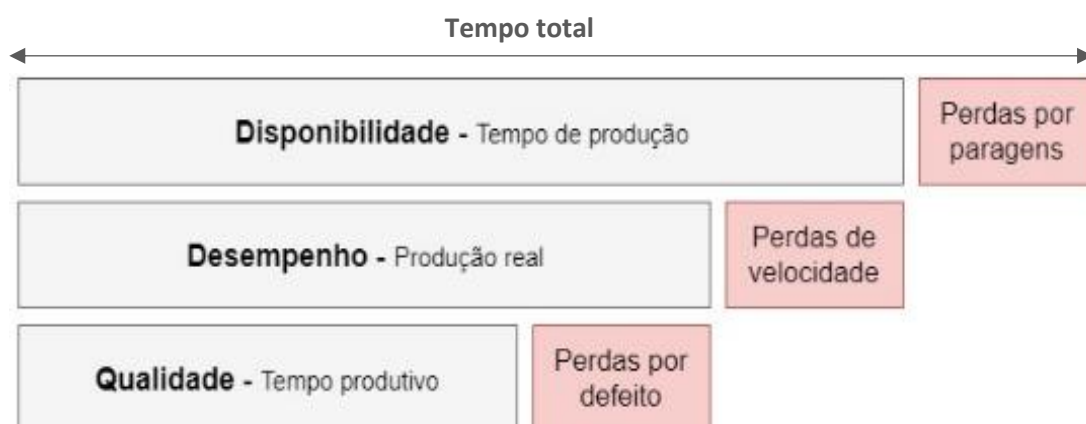 Tempo total
Disponibilidade - Tempo de produção
Perdas por
paragens
Desempenho - Produção real
Perdas de
velocidade
Qualidade - Tempo produtivo
Perdas por
defeito